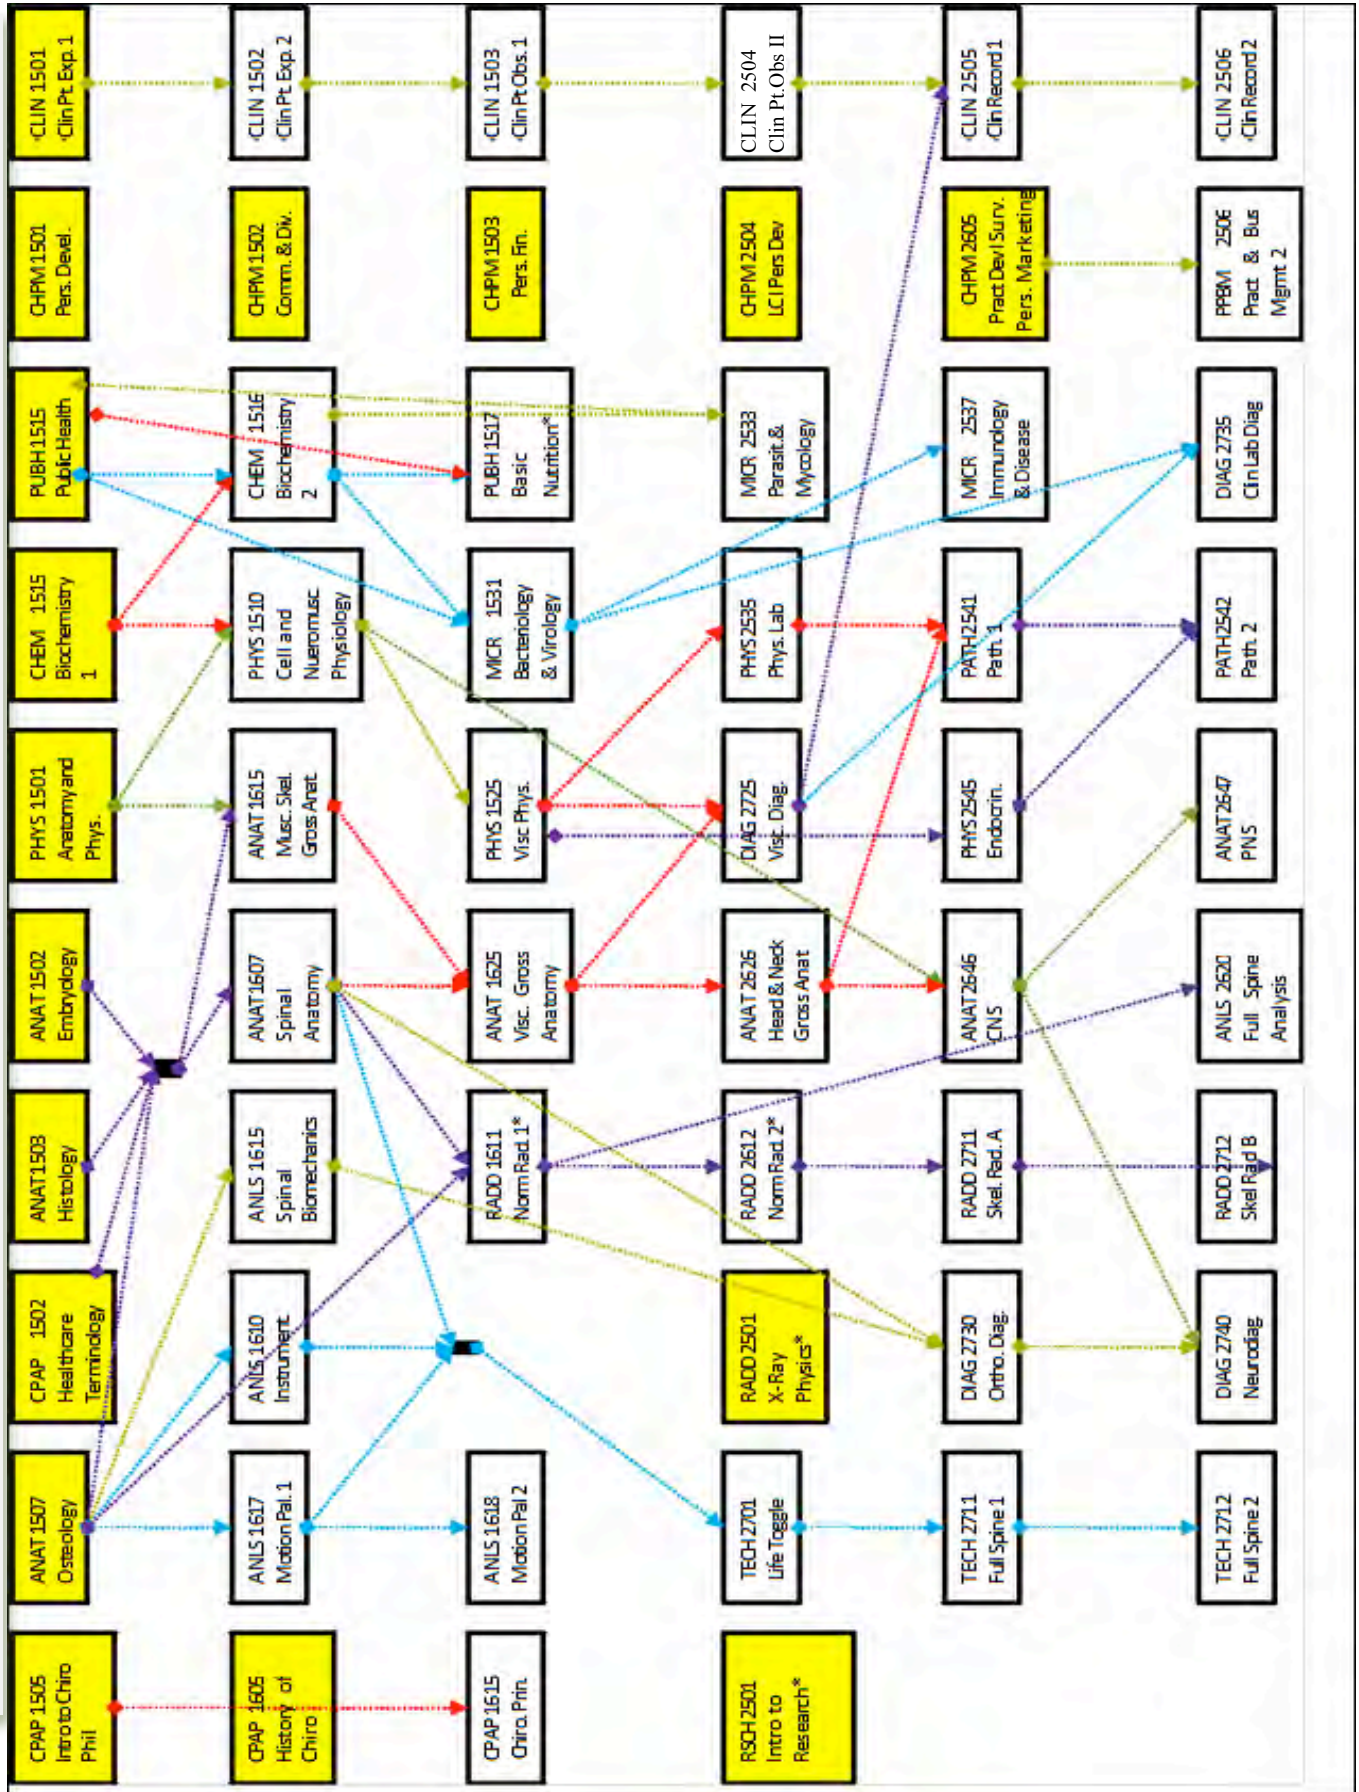 CPAP 1505
Intro to Chiro
Phil
ANAT 1507
Osteology
CPAP 1502
Healthcare
Terminology
ANAT 1503
Histology
ANAT 1502
Embryology
PHYS 1501
Anatomy and
Phys.
CHEM 1515
Biochemistry
1
PUBH 1515
Public Health
CHPM 1501
Pers. Devel.
CLIN 1501
Clin Pt. Exp. 1
CPAP 1605
History of
Chiro
ANLS 1617
Motion Pal. 1
ANLS 1610
Instrument.
ANLS 1615
Spinal
Biomechanics
ANAT 1607
Spinal
Anatomy
ANAT 1615
Musc. Skel.
Gross Anat.
PHYS 1510
Cell and
Nueromusc.
Physiology
CHEM 1516
Biochemistry
2
CHPM 1502
Comm. & Div.
CLIN 1502
Clin Pt. Exp. 2
CPAP 1615
Chiro. Prin.
ANLS 1618
Motion Pal 2
RADD 1611
Norm Rad. 1*
ANAT 1625
Visc. Gross
Anatomy
PHYS 1525
Visc Phys.
MICR 1531
Bacteriology
& Virology
PUBH 1517
Basic
Nutrition*
CHPM 1503
Pers. Fin.
CLIN 1503
Clin Pt Obs. 1
RSCH 2501
Intro to
Research*
TECH 2701
Life Toggle
RADD 2501
X-Ray
Physics*
RADD 2612
Norm Rad. 2*
ANAT 2626
Head & Neck
Gross Anat
DIAG 2725
Visc. Diag.
PHYS 2535
Phys. Lab
MICR 2533
Parasit. &
Mycology
CHPM 2504
LCI Pers Dev
CLIN 2504
Clin Pt.Obs II
TECH 2711
Full Spine 1
DIAG 2730
Ortho. Diag.
RADD 2711
Skel. Rad. A
ANAT 2646
CNS
PHYS 2545
Endocrin.
PATH 2541
Path. 1
MICR 2537
Immunology
& Disease
CHPM 2605
Pract Devl Surv.
Pers. Marketing
CLIN 2505
Clin Record 1
TECH 2712
Full Spine 2
DIAG 2740
Neurodiag.
RADD 2712
Skel Rad B
ANLS 2620
Full Spine
Analysis
ANAT 2647
PNS
PATH 2542
Path. 2
DIAG 2735
Clin Lab Diag
PPBM 2506
Pract & Bus
Mgmt 2
CLIN 2506
Clin Record 2